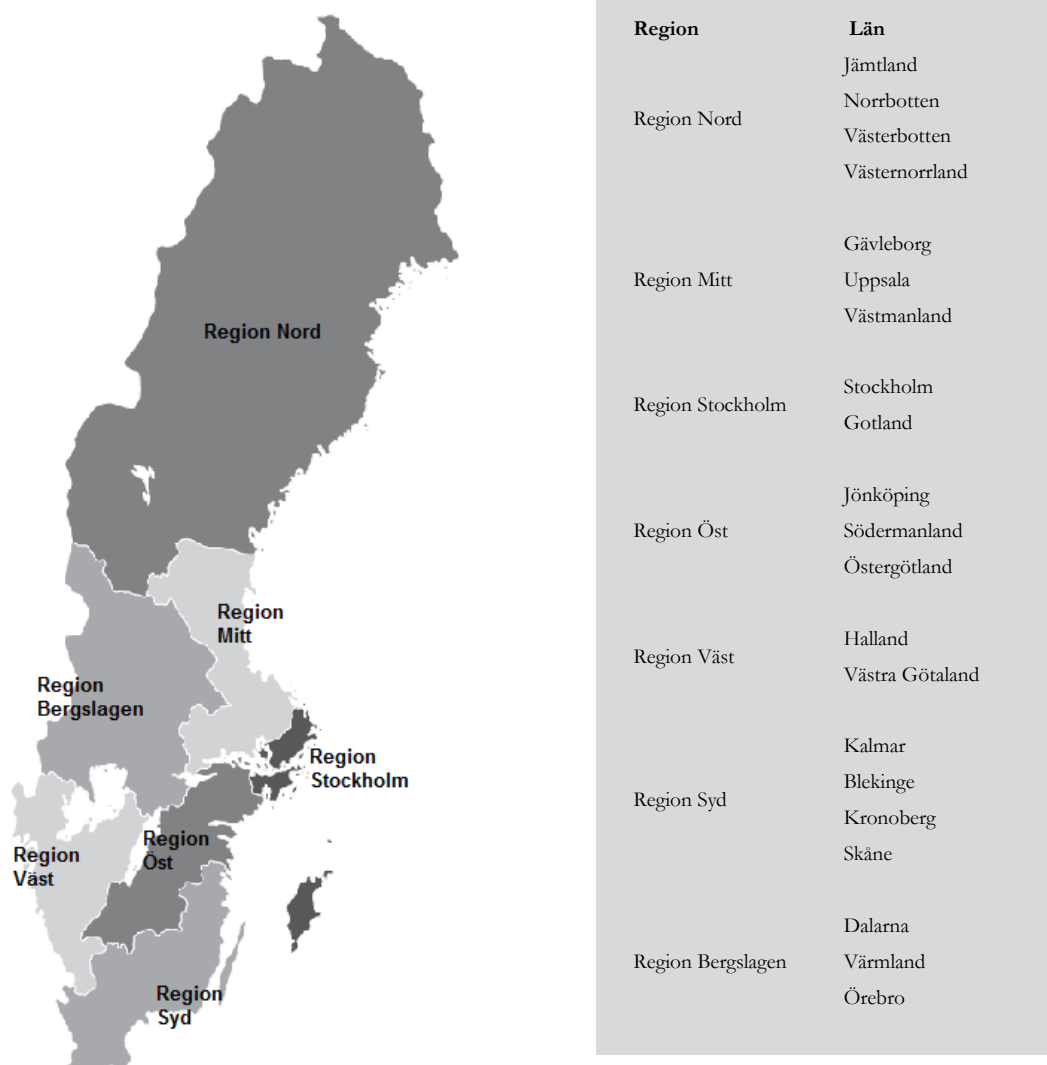 Region Nord
Region
Mitt
Region
Bergslagen
Region
Stockholm
Region
Öst
Region
Väst
Region
Syd
Region Län
Jämtland
Norrbotten
Region Nord
Västerbotten
Västernorrland
Gävleborg
Region Mitt Uppsala
Västmanland
Stockholm
Region Stockholm
Gotland
Jönköping
Region Öst Södermanland
Östergötland
Halland
Region Väst
Västra Götaland
Kalmar
Blekinge
Region Syd
Kronoberg
Skåne
Dalarna
Region Bergslagen Värmland
Örebro